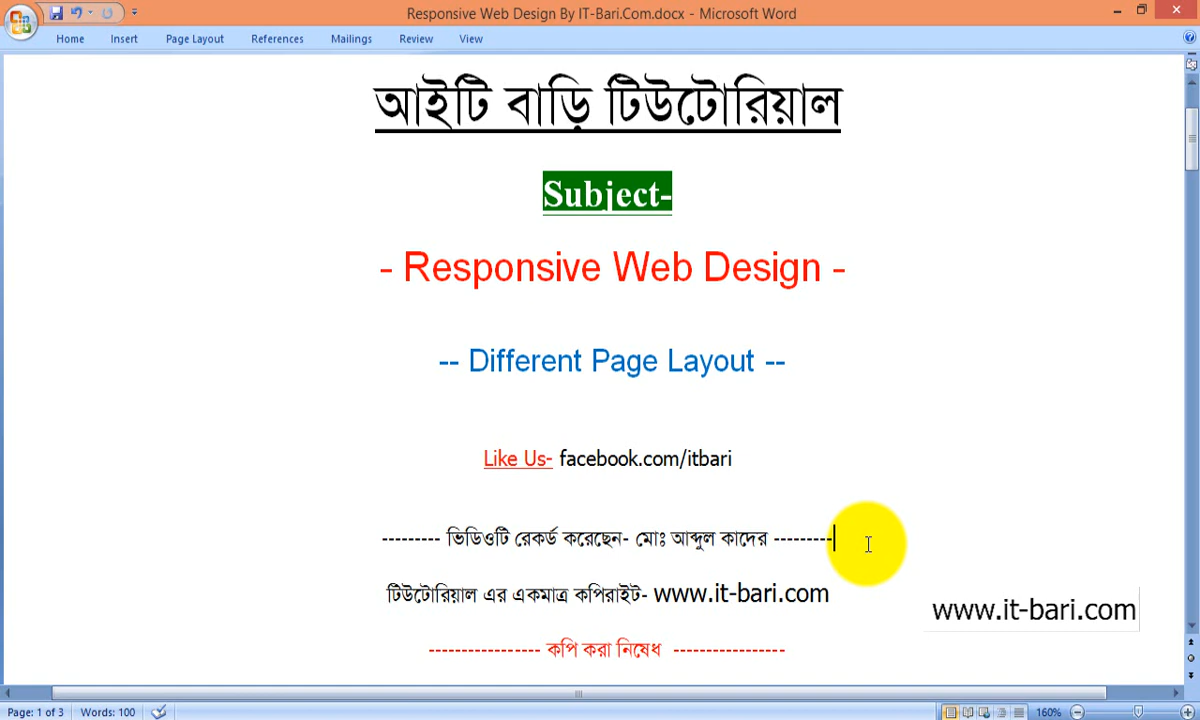 Responsive Web Design By IT-Bari.Com.docx - Microsoft Word
Home Insert Page Layout References Mailings Review View
আইটি বাড়ি টিউটোরিয়াল
Subject-
- Responsive Web Design -
-- Different Page Layout --
Like Us- facebook.com/itbari
--------- ভিডিওটি রেকর্ড করেছেন- মোঃ আব্দুল কাদের ---------
টিউটোরিয়াল এর একমাত্র কপিরাইট- www.it-bari.com
www.it-bari.com
----------------- কপি করা নিষেধ -----------------
Page: 1 of 3 Words: 100 160%